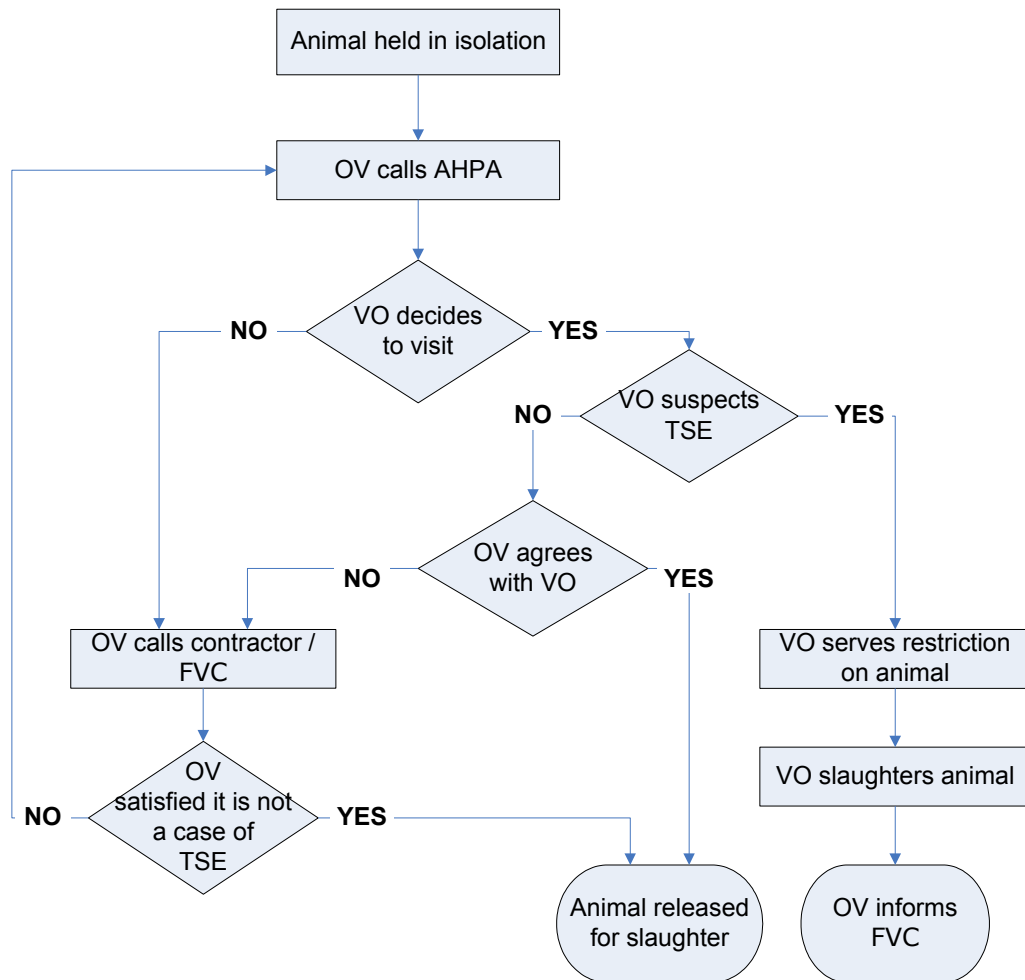 Animal held in isolation
OV calls AHPA
VO decides
to visit
NO
YES
VO suspects
TSE
NO
YES
OV agrees
with VO
NO
YES
OV calls contractor /
FVC
VO serves restriction
on animal
OV
satisfied it is not
a case of
TSE
NO
YES
VO slaughters animal
Animal released
for slaughter
OV informs
FVC